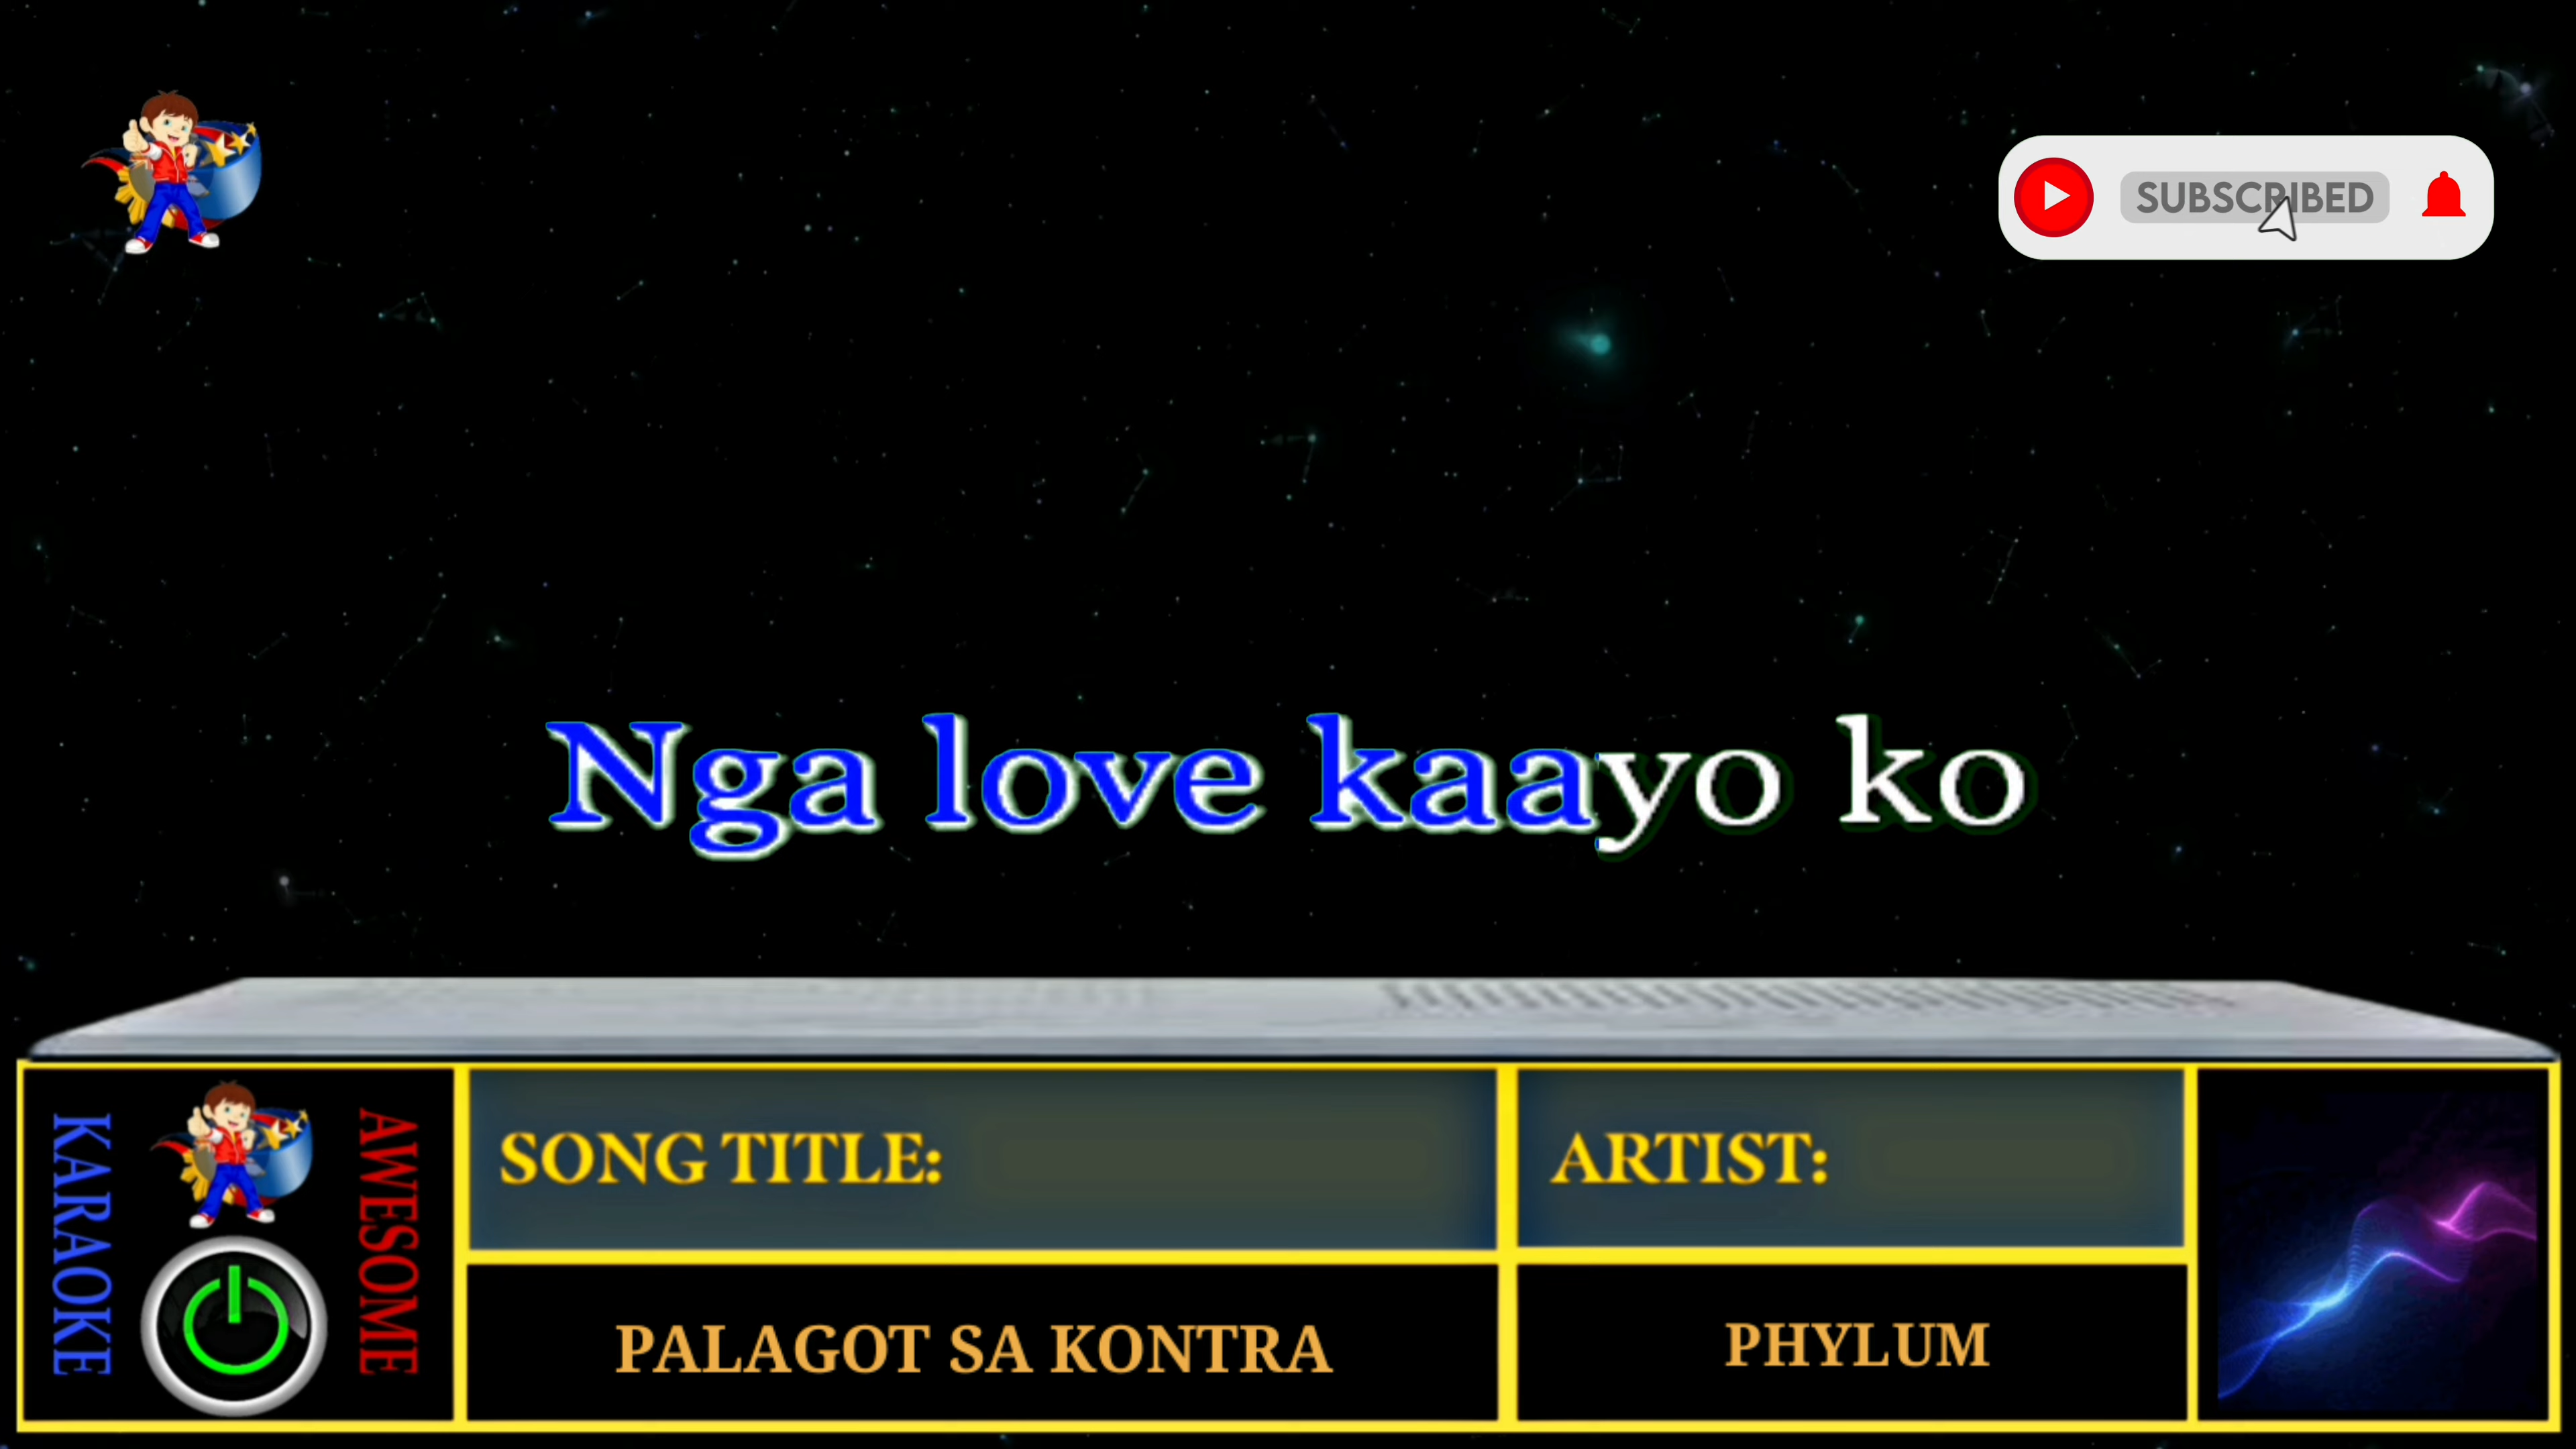 SUBSCRIBED
Nga love kaayo ko
KARAOKE
AWESOME
SONG TITLE:
ARTIST:
PALAGOT SA KONTRA
PHYLUM